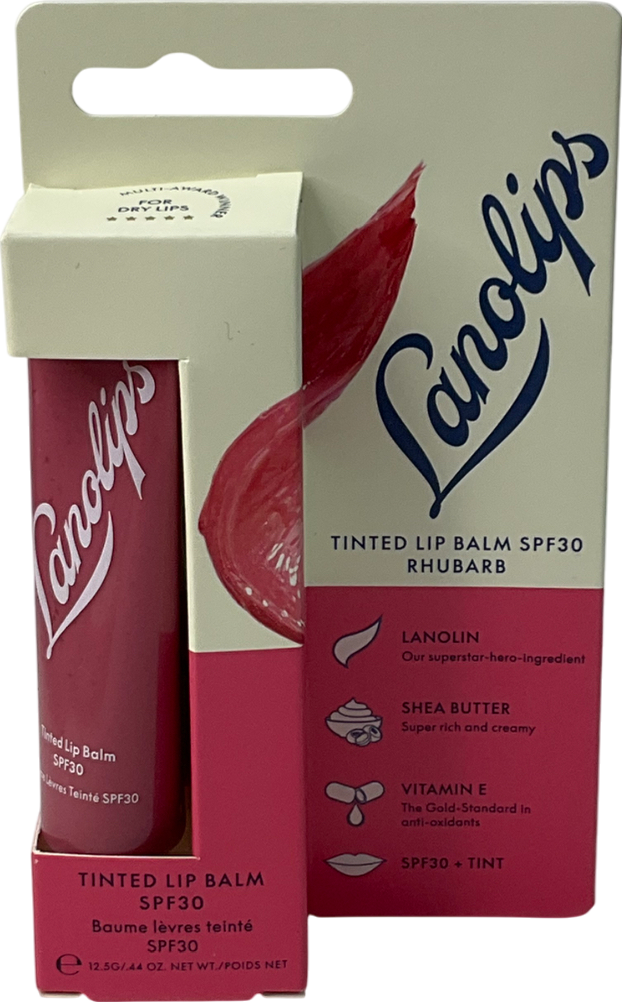 MULTI-AWARD WINNER
FOR
DRY LIPS
Lanolips
TINTED LIP BALM SPF30
RHUBARB
LANOLIN
Our superstar-hero-ingredient
SHEA BUTTER
Super rich and creamy
VITAMIN E
The Gold-Standard in
anti-oxidants
SPF30 + TINT
Lanolips
Tinted Lip Balm
SPF30
Lèvres Teinté SPF30
TINTED LIP BALM
SPF30
Baume lèvres teinté
SPF30
℮ 12.5G/.44 OZ. NET WT./POIDS NET